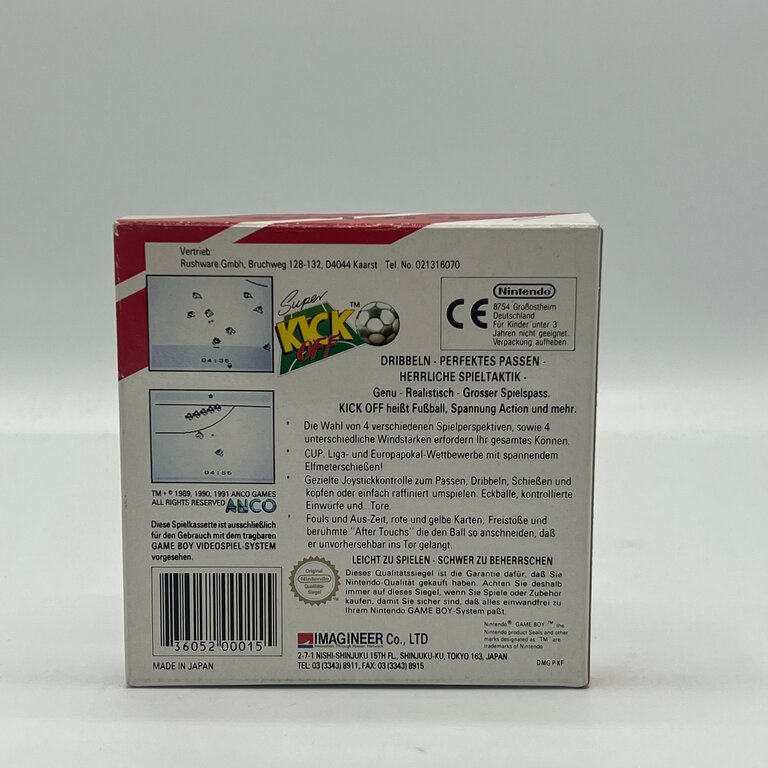 Vertrieb:
Rushware Gmbh, Bruchweg 128-132, D4044 Kaarst Tel. No. 021316070
04:36
Super
KICK
OFF
TM
CE
Nintendo
8754 Großostheim
Deutschland
Für Kinder unter 3
Jahren nicht geeignet.
Verpackung aufheben.
DRIBBELN - PERFEKTES PASSEN -
HERRLICHE SPIELTAKTIK -
Genu - Realistisch - Grosser Spielspass.
KICK OFF heißt Fußball, Spannung Action und mehr.
04:56
* Die Wahl von 4 verschiedenen Spielperspektiven, sowie 4
unterschiedliche Windstärken erfordern Ihr gesamtes Können.
* CUP. Liga- und Europapokal-Wettbewerbe mit spannendem
Elfmeterschießen!
* Gezielte Joystickkontrolle zum Passen, Dribbeln, Schießen und
kopfen oder einfach raffiniert umspielen. Eckbälle, kontrollierte
Einwürfe und...Tore.
* Fouls und Aus-Zeit, rote und gelbe Karten, Freistöße und
berühmte "After Touchs" die den Ball so anschneiden, daß
er unvorhersehbar ins Tor gelangt.
LEICHT ZU SPIELEN - SCHWER ZU BEHERRSCHEN
TM + © 1989, 1990, 1991 ANCO GAMES
ALL RIGHTS RESERVED ANCO
Diese Spielkassette ist ausschließlich
für den Gebrauch mit dem tragbaren
GAME BOY VIDEOSPIEL-SYSTEM
vorgesehen.
Original
Nintendo
Qualitäts-
Siegel
TM
Dieses Qualitätssiegel ist die Garantie dafür, daß Sie
Nintendo-Qualität gekauft haben. Achten Sie deshalb
immer auf dieses Siegel, wenn Sie Spiele oder Zubehör
kaufen, damit Sie sicher sind, daß alles einwandfrei zu
Ihrem Nintendo GAME BOY-System paßt.
36052 00015
MADE IN JAPAN
IMAGINEER Co., LTD
Innovation Through Human Network
2-7-1 NISHI-SHINJUKU 15TH FL., SHINJUKU-KU, TOKYO 163, JAPAN
TEL: 03 (3343) 8911, FAX: 03 (3343) 8915
Nintendo®, GAME BOY ™ the
Nintendo product Seals and other
marks designated as "TM" are
trademarks of Nintendo
DMG P KF